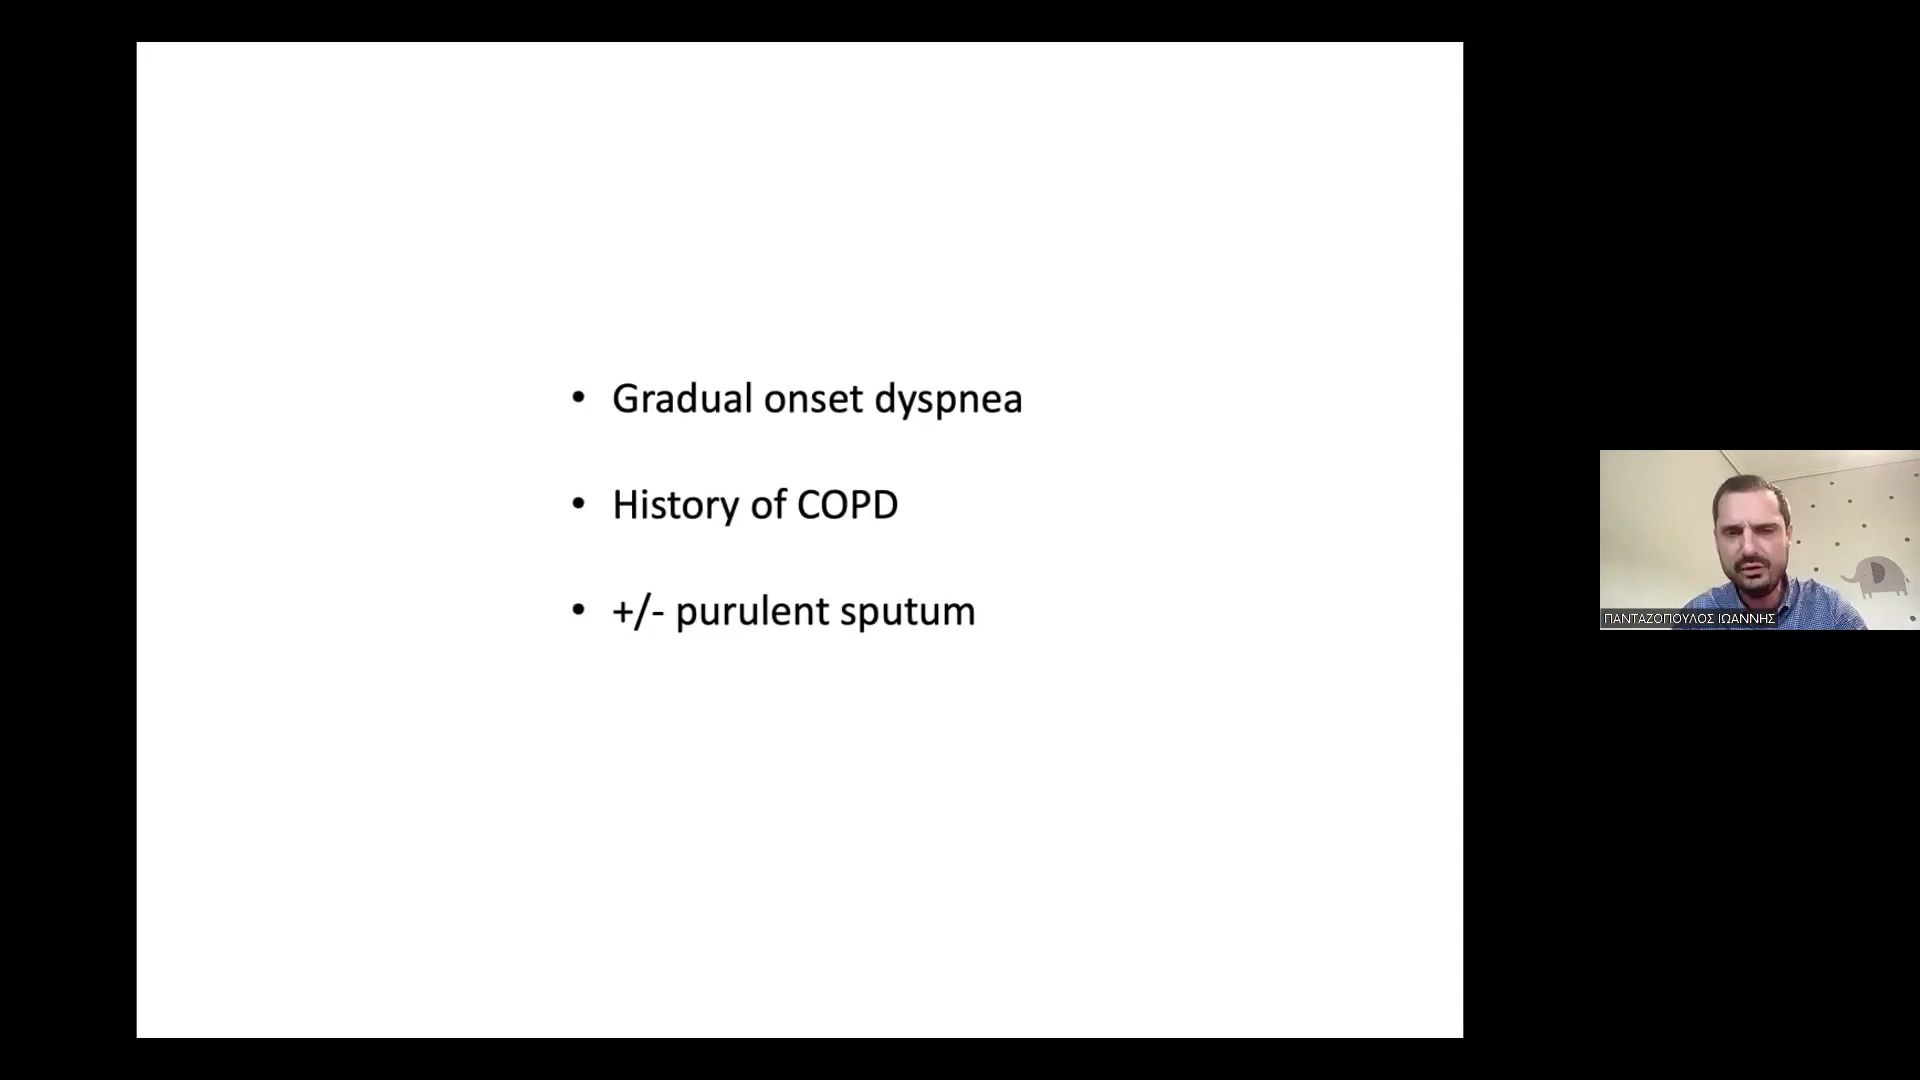 • Gradual onset dyspnea
• History of COPD
• +/- purulent sputum
ΠΑΝΤΑΖΟΠΟΥΛΟΣ ΙΩΑΝΝΗΣ